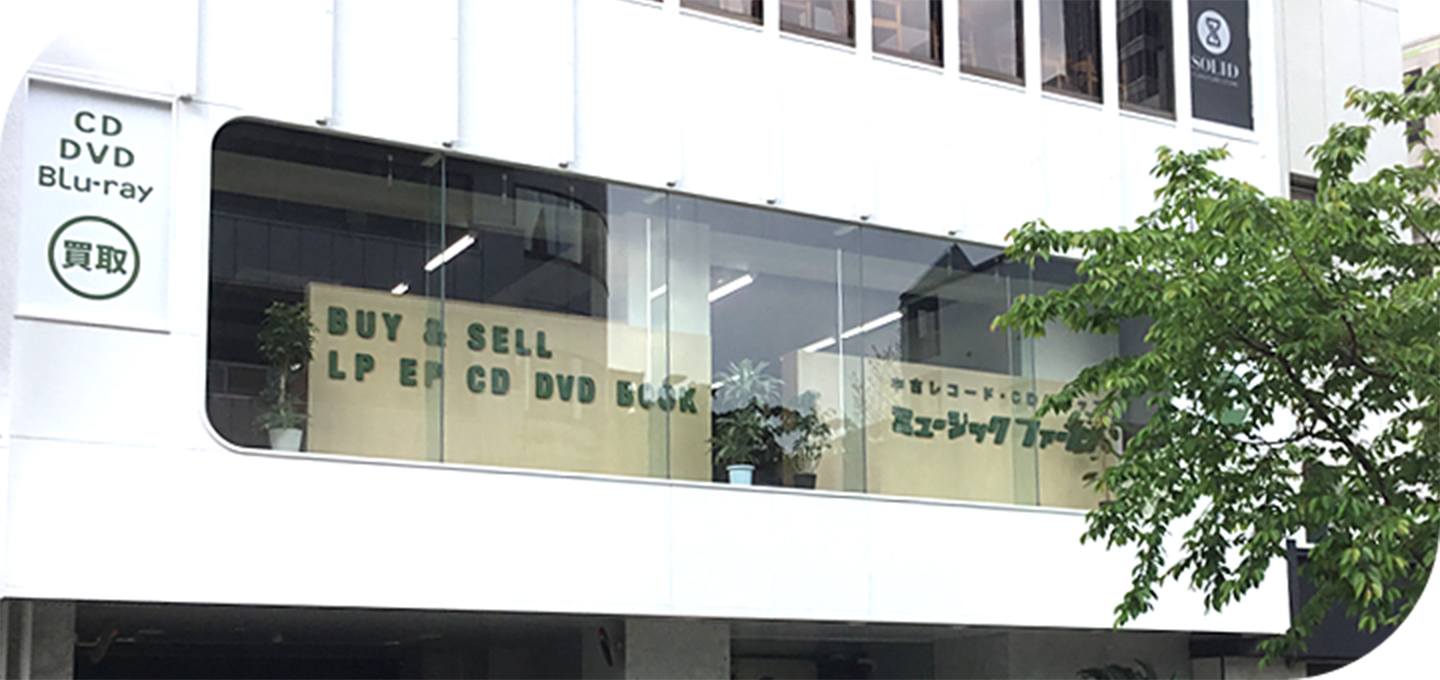 CD
DVD
BLu-ray
買取
BUY & SELL
LP EP CD DVD BOOK
中古レコード・CD
ミュージックファーム
SOLID